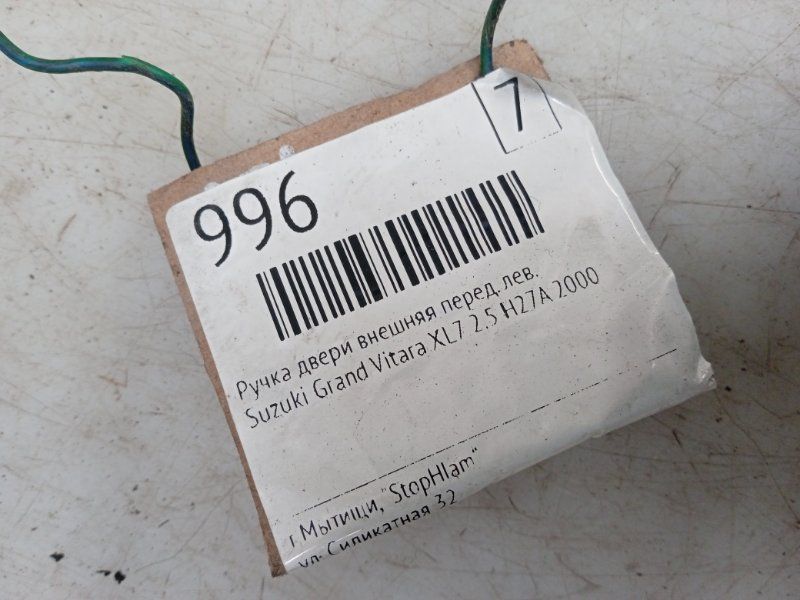 7
996
Ручка двери внешняя перед. лев.
Suzuki Grand Vitara XL7 2.5 H27A 2000
г Мытищи, "StopHlam"
ул. Силикатная 32